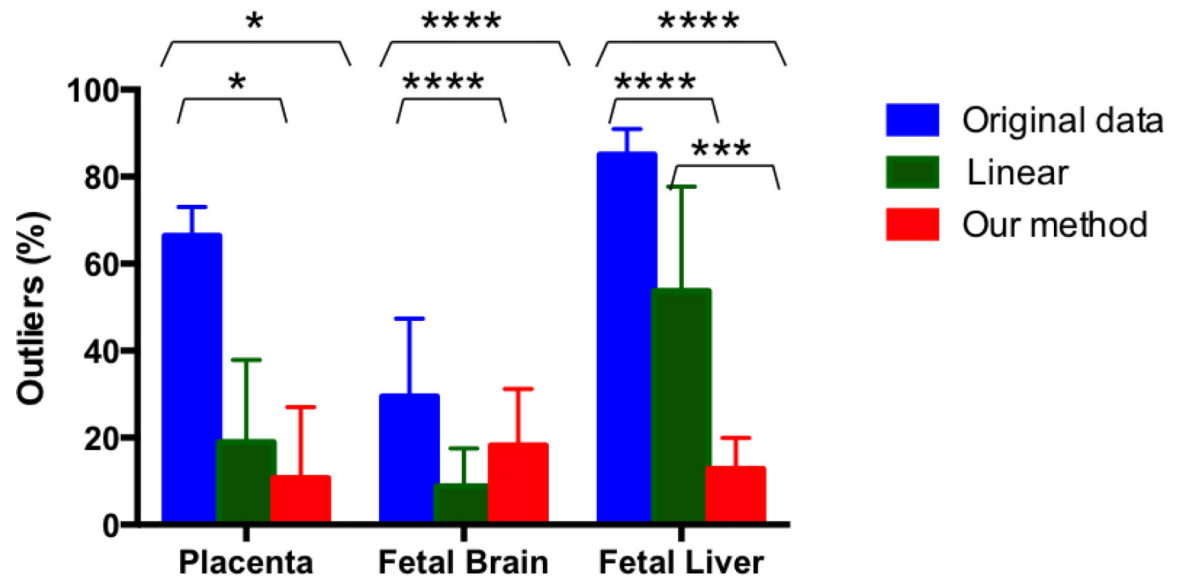 * **** ****
* **** ****
***
100
80
60
40
20
0
Outliers (%)
Placenta Fetal Brain Fetal Liver
Original data
Linear
Our method